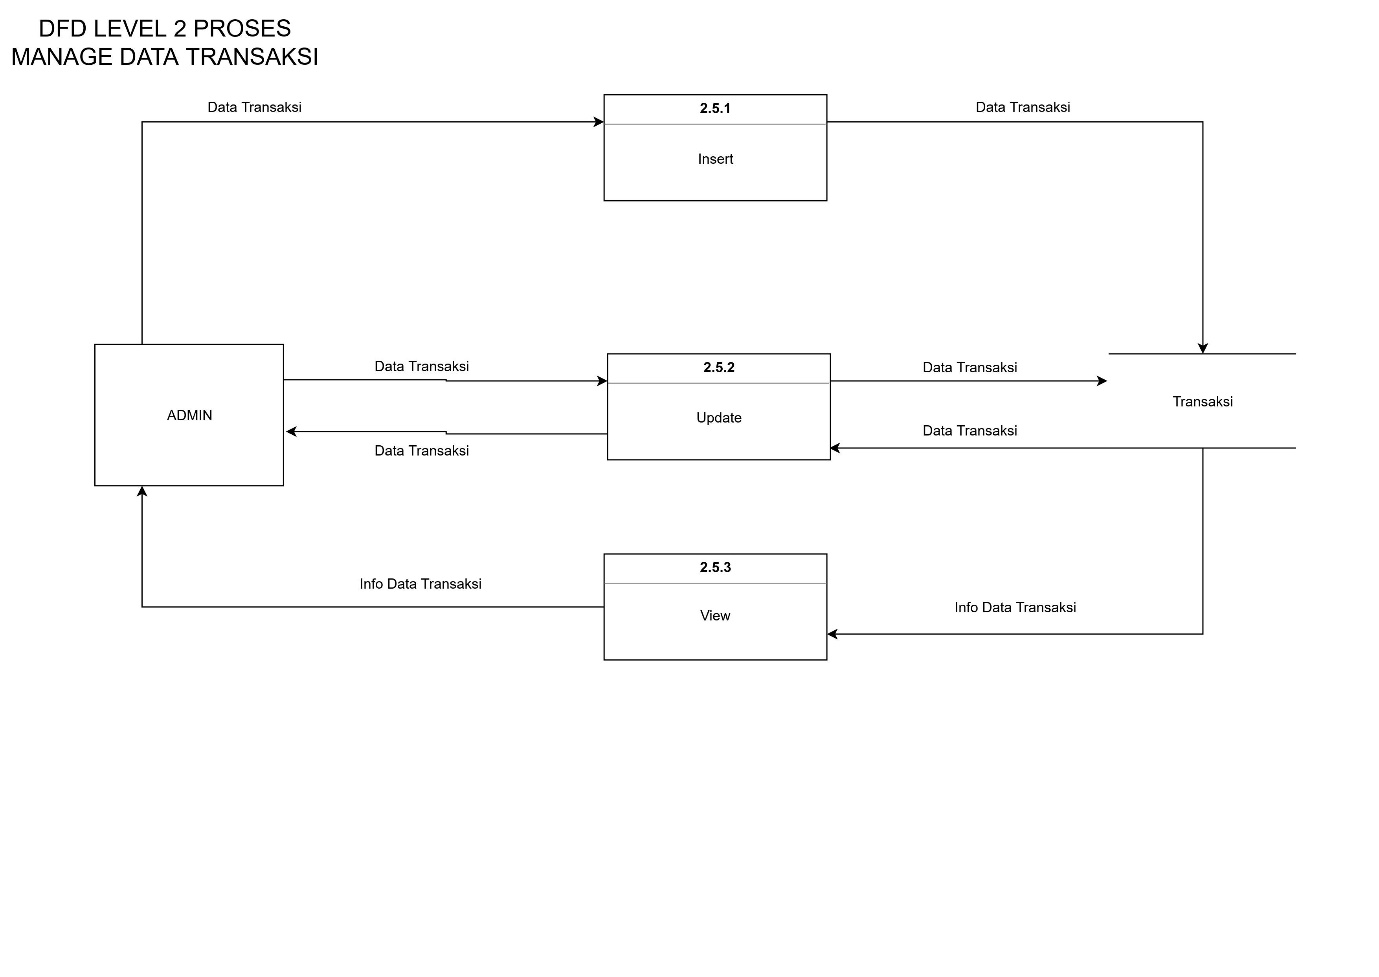 DFD LEVEL 2 PROSES
MANAGE DATA TRANSAKSI
Data Transaksi
2.5.1
Data Transaksi
Insert
Data Transaksi
2.5.2
Data Transaksi
ADMIN
Update
Transaksi
Data Transaksi
Data Transaksi
2.5.3
Info Data Transaksi
View
Info Data Transaksi